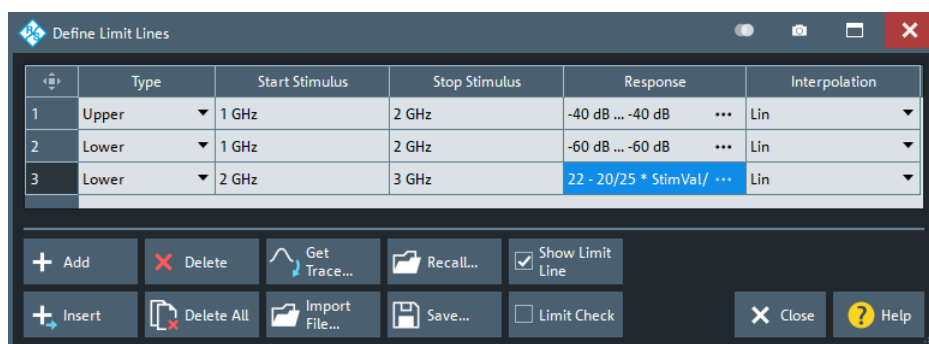 Define Limit Lines
Type Start Stimulus Stop Stimulus Response Interpolation
1 Upper 1 GHz 2 GHz -40 dB ... -40 dB ... Lin
2 Lower 1 GHz 2 GHz -60 dB ... -60 dB ... Lin
3 Lower 2 GHz 3 GHz 22 - 20/25 * StimVal/ ... Lin
Add Delete Get Trace... Recall... Show Limit Line
Insert Delete All Import File... Save... Limit Check Close Help